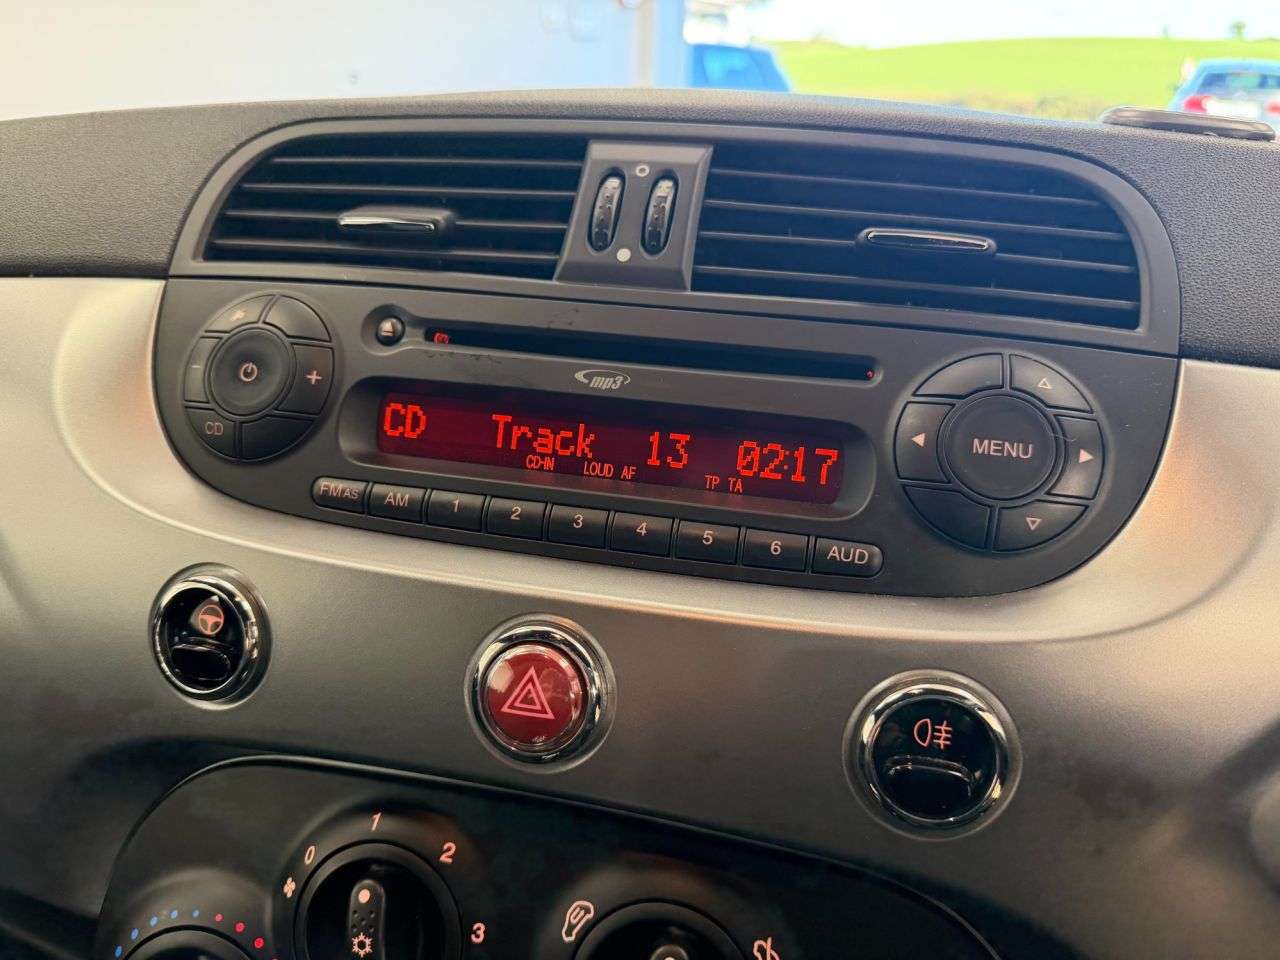 mp3
CD Track 13 02:17
CD-IN LOUD AF TP TA
+
-
CD
MENU
FM AS AM 1 2 3 4 5 6 AUD
0 1 2 3